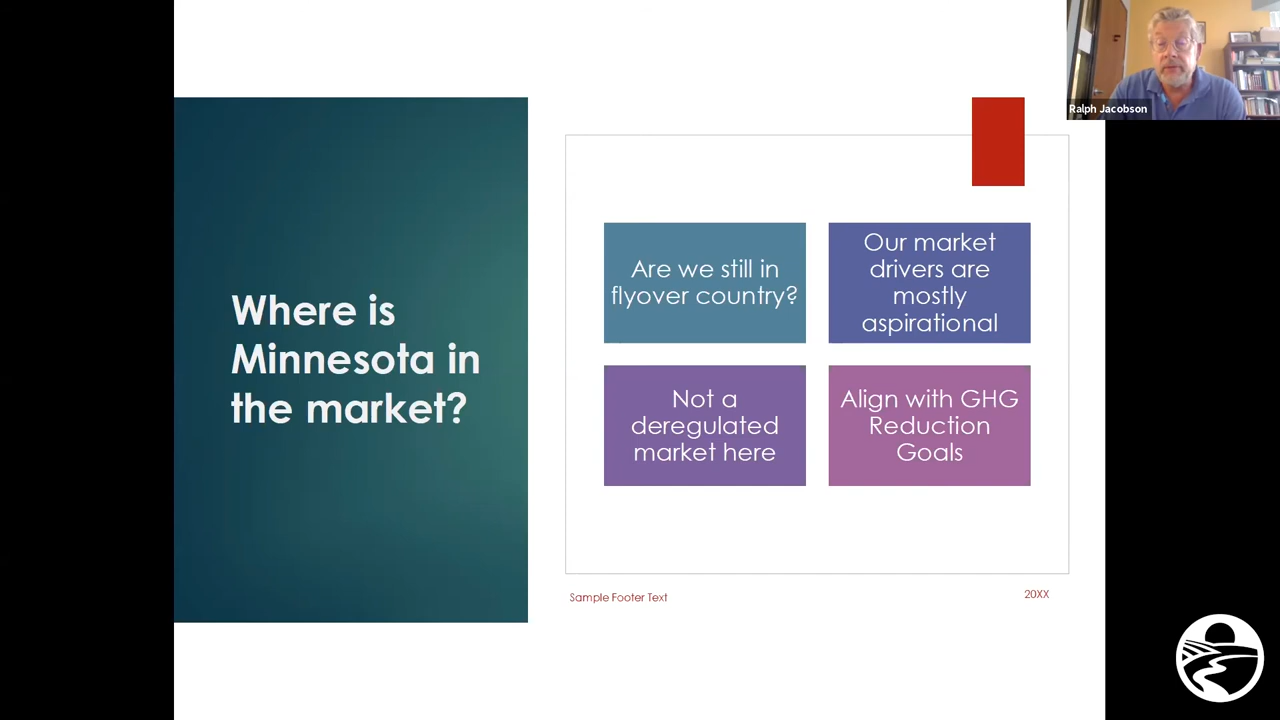 Ralph Jacobson
Where is
Minnesota in
the market?
Are we still in
flyover country?
Our market
drivers are
mostly
aspirational
Not a
deregulated
market here
Align with GHG
Reduction
Goals
Sample Footer Text
20XX